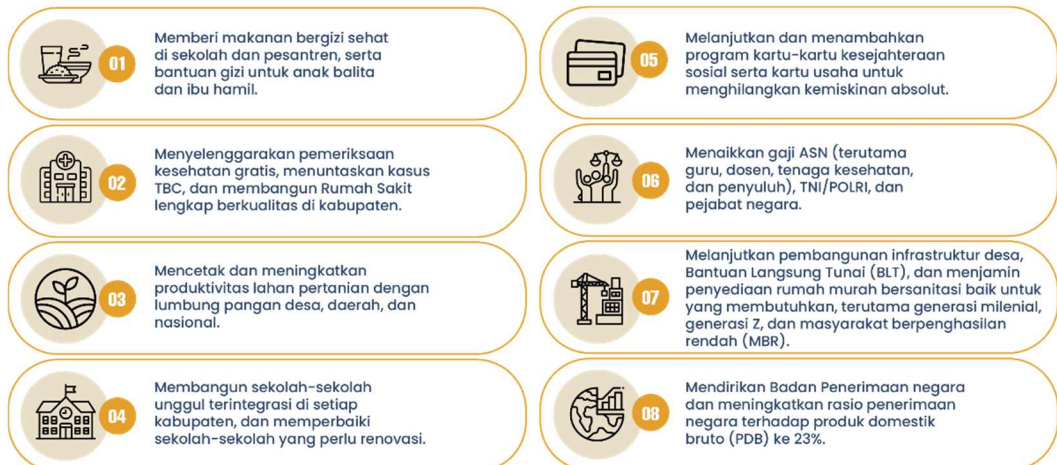 01
Memberi makanan bergizi sehat
di sekolah dan pesantren, serta
bantuan gizi untuk anak balita
dan ibu hamil.
02
Menyelenggarakan pemeriksaan
kesehatan gratis, menuntaskan kasus
TBC, dan membangun Rumah Sakit
lengkap berkualitas di kabupaten.
03
Mencetak dan meningkatkan
produktivitas lahan pertanian dengan
lumbung pangan desa, daerah, dan
nasional.
04
Membangun sekolah-sekolah
unggul terintegrasi di setiap
kabupaten, dan memperbaiki
sekolah-sekolah yang perlu renovasi.
05
Melanjutkan dan menambahkan
program kartu-kartu kesejahteraan
sosial serta kartu usaha untuk
menghilangkan kemiskinan absolut.
06
Menaikkan gaji ASN (terutama
guru, dosen, tenaga kesehatan,
dan penyuluh), TNI/POLRI, dan
pejabat negara.
07
Melanjutkan pembangunan infrastruktur desa,
Bantuan Langsung Tunai (BLT), dan menjamin
penyediaan rumah murah bersanitasi baik untuk
yang membutuhkan, terutama generasi milenial,
generasi Z, dan masyarakat berpenghasilan
rendah (MBR).
08
Mendirikan Badan Penerimaan negara
dan meningkatkan rasio penerimaan
negara terhadap produk domestik
bruto (PDB) ke 23%.